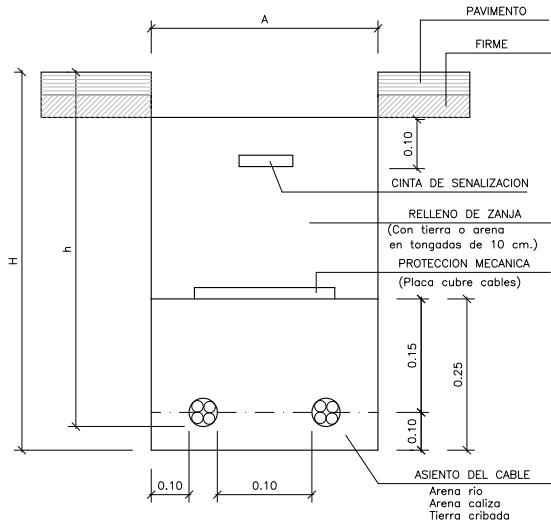 PAVIMENTO
A
FIRME
0.10
CINTA DE SENALIZACION
RELLENO DE ZANJA
(Con tierra o arena
en tongadas de 10 cm.)
H
h
PROTECCION MECANICA
(Placa cubre cables)
0.15
0.25
0.10
0.10
0.10
ASIENTO DEL CABLE
Arena rio
Arena caliza
Tierra cribada